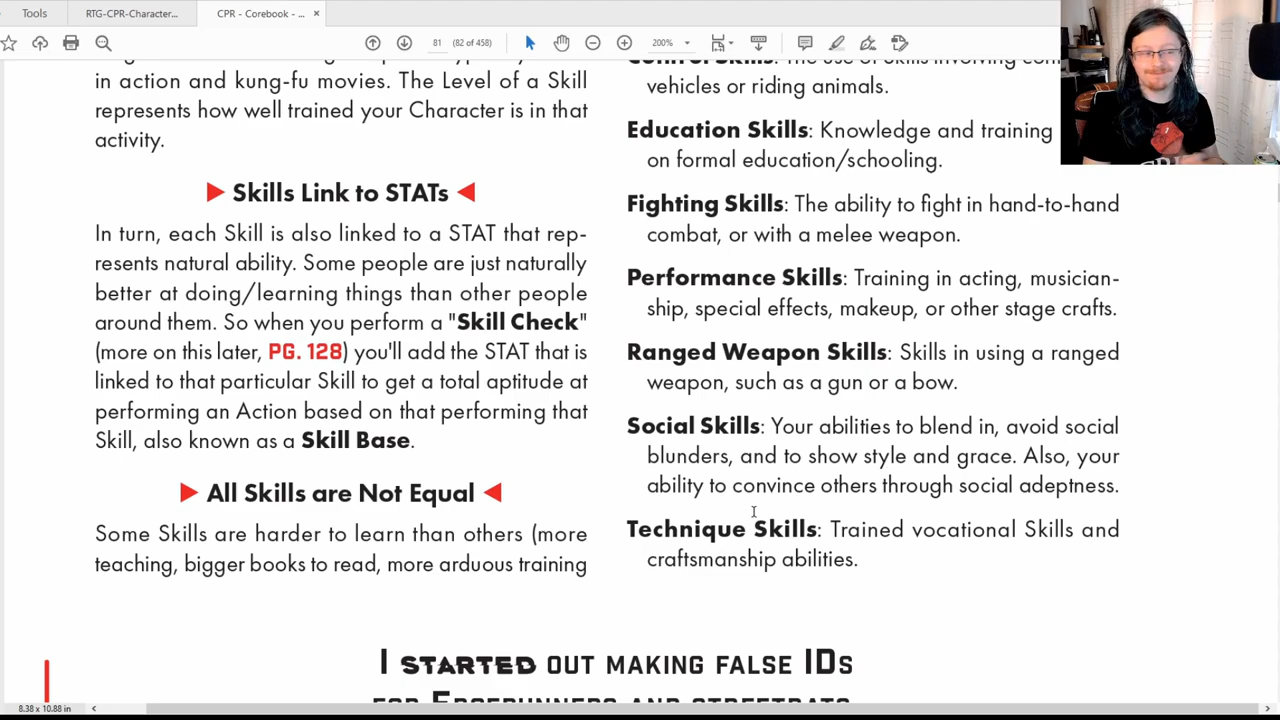 Tools
RTG-CPR-Character...
CPR - Corebook - ...
81 (82 of 458)
200%
in action and kung-fu movies. The Level of a Skill
represents how well trained your Character is in that
activity.
Skills Link to STATs
In turn, each Skill is also linked to a STAT that rep-
resents natural ability. Some people are just naturally
better at doing/learning things than other people
around them. So when you perform a "Skill Check"
(more on this later, PG. 128) you'll add the STAT that is
linked to that particular Skill to get a total aptitude at
performing an Action based on that performing that
Skill, also known as a Skill Base.
All Skills are Not Equal
Some Skills are harder to learn than others (more
teaching, bigger books to read, more arduous training
Control Skills: The use of Skills involving
vehicles or riding animals.
Education Skills: Knowledge and training
on formal education/schooling.
Fighting Skills: The ability to fight in hand-to-hand
combat, or with a melee weapon.
Performance Skills: Training in acting, musician-
ship, special effects, makeup, or other stage crafts.
Ranged Weapon Skills: Skills in using a ranged
weapon, such as a gun or a bow.
Social Skills: Your abilities to blend in, avoid social
blunders, and to show style and grace. Also, your
ability to convince others through social adeptness.
Technique Skills: Trained vocational Skills and
craftsmanship abilities.
I STARTED OUT MAKING FALSE IDs
FOR EDGERUNNERS AND STREETRATS
8.38 x 10.88 in